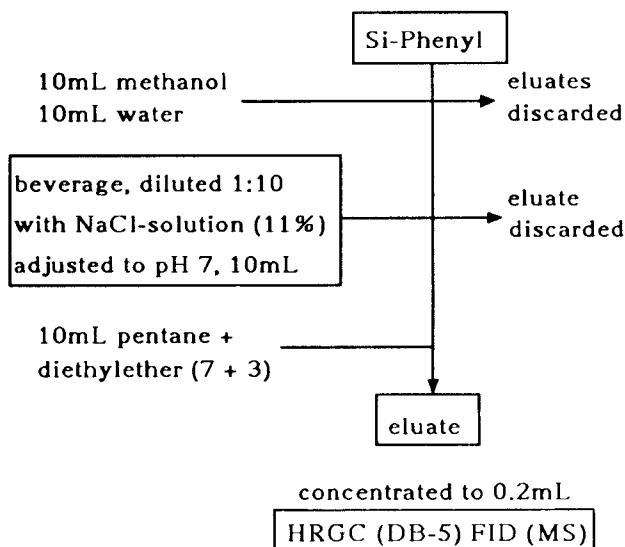 Si-Phenyl
10mL methanol
10mL water
eluates
discarded
beverage, diluted 1:10
with NaCl-solution (11%)
adjusted to pH 7, 10mL
eluate
discarded
10mL pentane +
diethylether (7 + 3)
eluate
concentrated to 0.2mL
HRGC (DB-5) FID (MS)